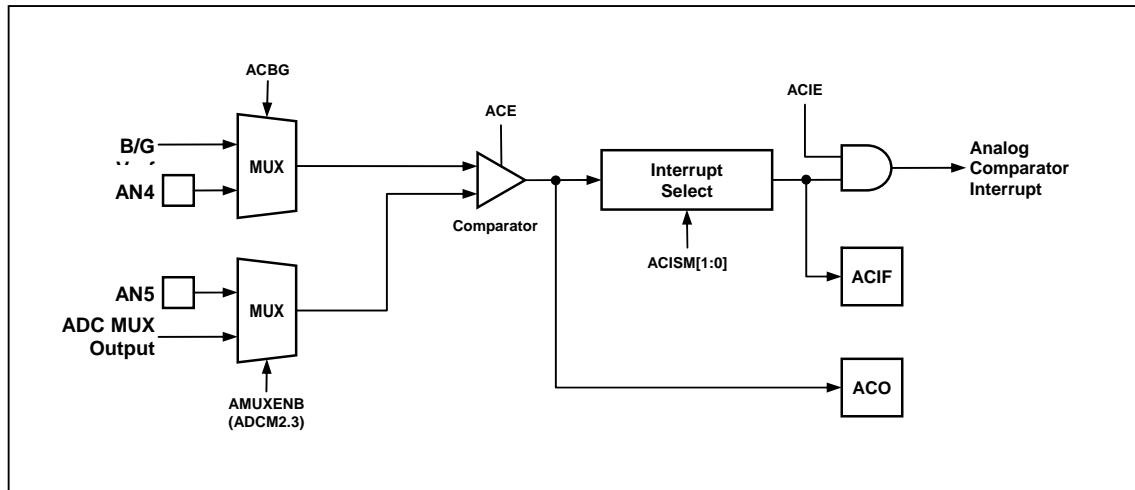 ACBG
ACE
ACIE
B/G
MUX
AN4
Comparator
Interrupt
Select
Analog
Comparator
Interrupt
ACISM[1:0]
AN5
MUX
ADC MUX
Output
AMUXENB
(ADCM2.3)
ACIF
ACO